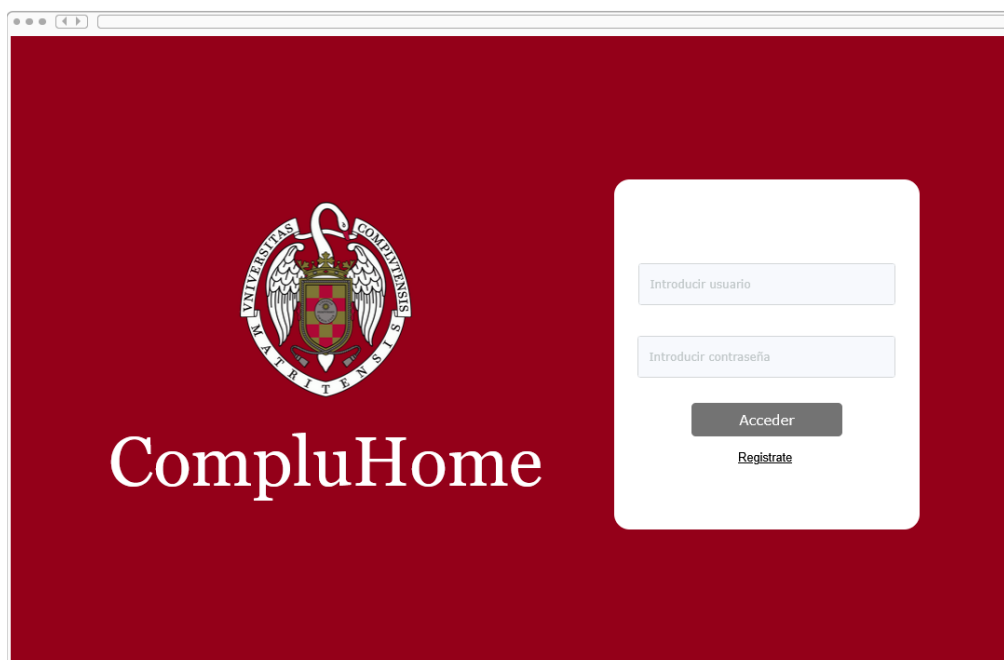 VNIVERSITAS COMPLVTENSIS
MATRITENSIS
CompluHome
Introducir usuario
Introducir contraseña
Acceder
Registrate